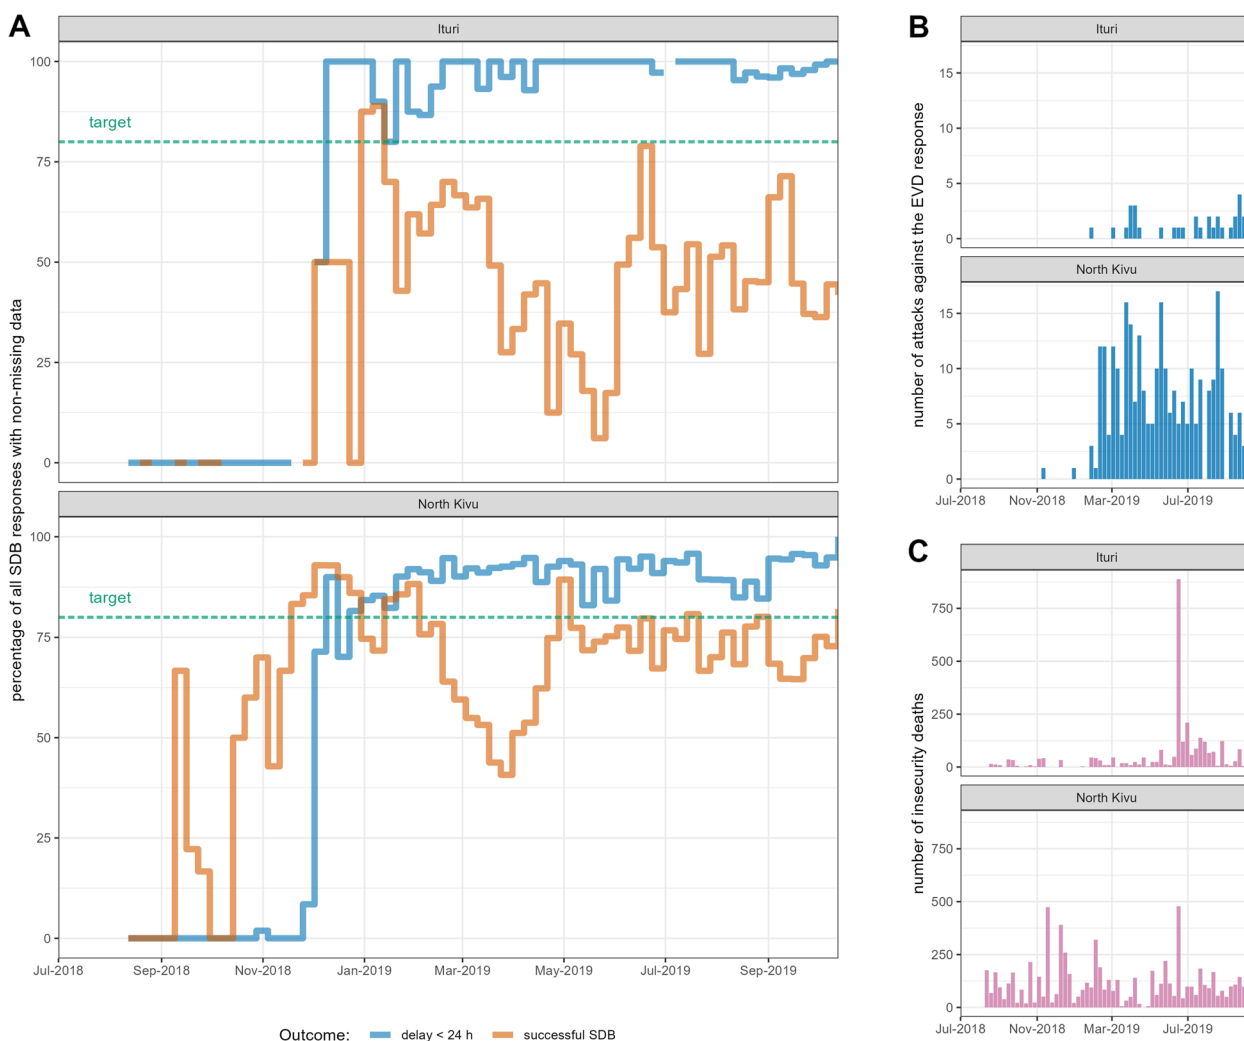 A
Ituri
100
target
75
50
25
0
North Kivu
100
target
75
50
25
0
Jul-2018 Sep-2018 Nov-2018 Jan-2019 Mar-2019 May-2019 Jul-2019 Sep-2019
percentage of all SDB responses with non-missing data
Outcome: delay < 24 h successful SDB
B
Ituri
15
10
5
0
North Kivu
15
10
5
0
Jul-2018 Nov-2018 Mar-2019 Jul-2019
number of attacks against the EVD response
C
Ituri
750
500
250
0
North Kivu
750
500
250
0
Jul-2018 Nov-2018 Mar-2019 Jul-2019
number of insecurity deaths